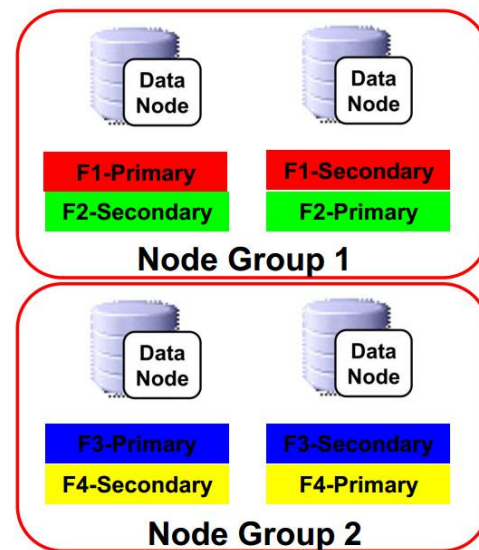 Data
Node
Data
Node
F1-Primary
F1-Secondary
F2-Secondary
F2-Primary
Node Group 1
Data
Node
Data
Node
F3-Primary
F3-Secondary
F4-Secondary
F4-Primary
Node Group 2